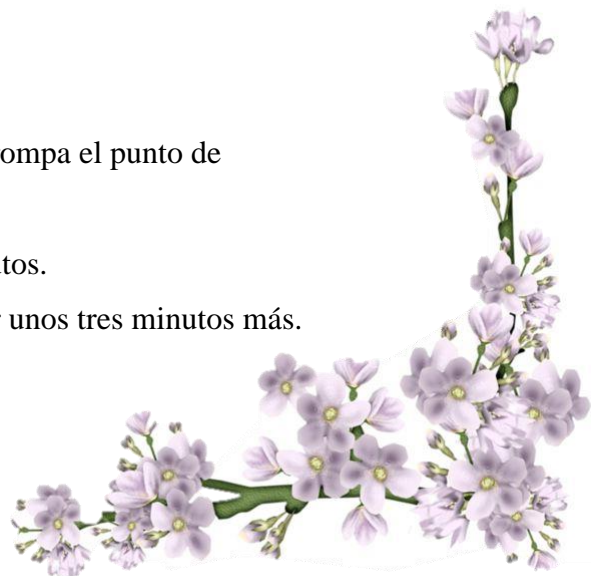 ompa el punto de
tos.
unos tres minutos más.